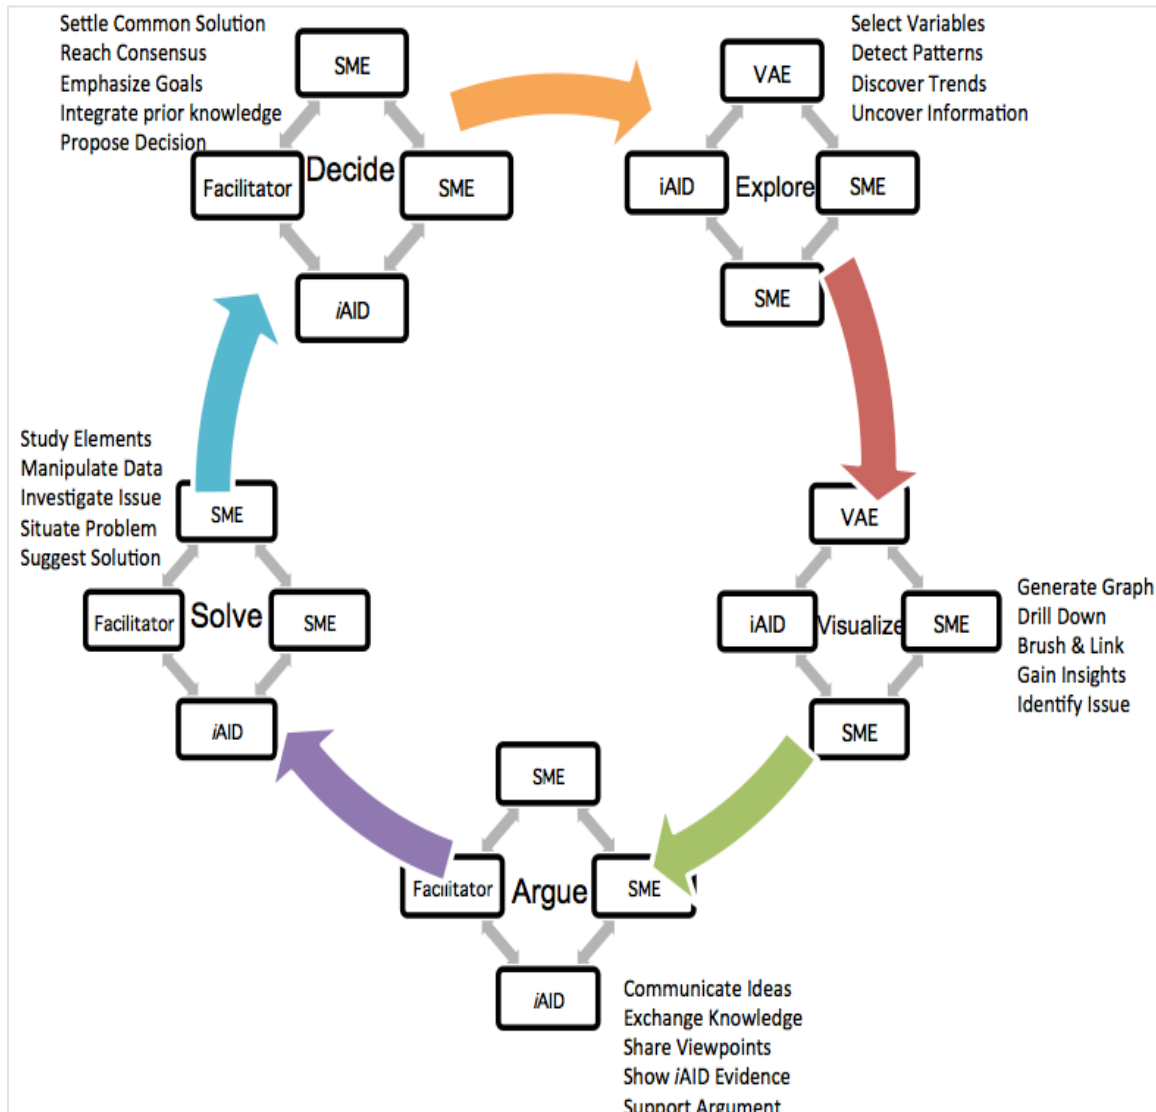 Settle Common Solution
Reach Consensus
Emphasize Goals
Integrate prior knowledge
Propose Decision
SME
Facilitator
Decide
SME
iAID
Select Variables
Detect Patterns
Discover Trends
Uncover Information
VAE
iAID
Explore
SME
SME
VAE
iAID
Visualize
SME
SME
Generate Graph
Drill Down
Brush & Link
Gain Insights
Identify Issue
SME
Facilitator
Argue
SME
iAID
Communicate Ideas
Exchange Knowledge
Share Viewpoints
Show iAID Evidence
Support Argument
Study Elements
Manipulate Data
Investigate Issue
Situate Problem
Suggest Solution
SME
Facilitator
Solve
SME
iAID